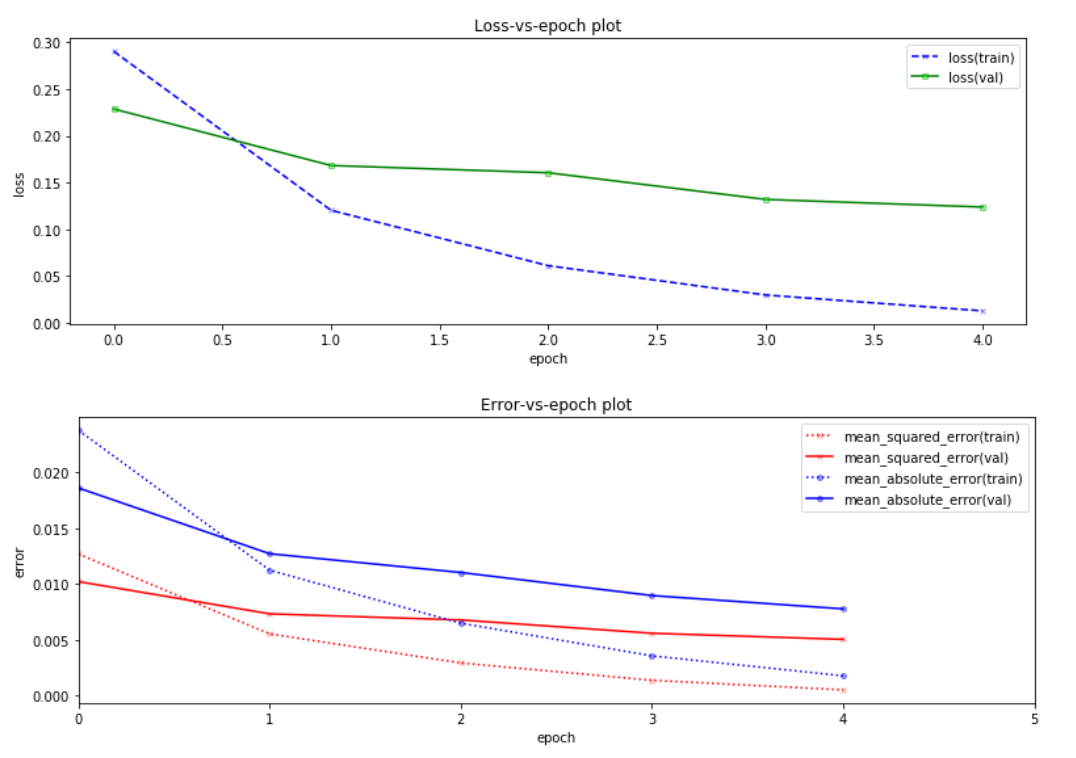 Loss-vs-epoch plot
loss(train)
loss(val)
0.30
0.25
0.20
0.15
0.10
0.05
0.00
loss
0.0 0.5 1.0 1.5 2.0 2.5 3.0 3.5 4.0
epoch
Error-vs-epoch plot
mean_squared_error(train)
mean_squared_error(val)
mean_absolute_error(train)
mean_absolute_error(val)
0.020
0.015
0.010
0.005
0.000
error
0 1 2 3 4 5
epoch